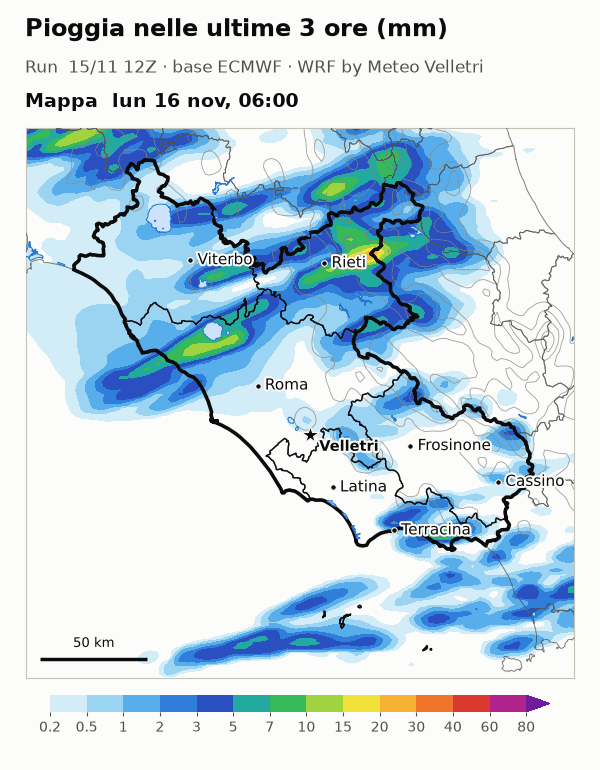 Pioggia nelle ultime 3 ore (mm)
Run  15/11 12Z · base ECMWF · WRF by Meteo Velletri
Mappa  lun 16 nov, 06:00
Viterbo
Rieti
Roma
Velletri
Frosinone
Cassino
Latina
Terracina
50 km
0.2 0.5 1 2 3 5 7 10 15 20 30 40 60 80